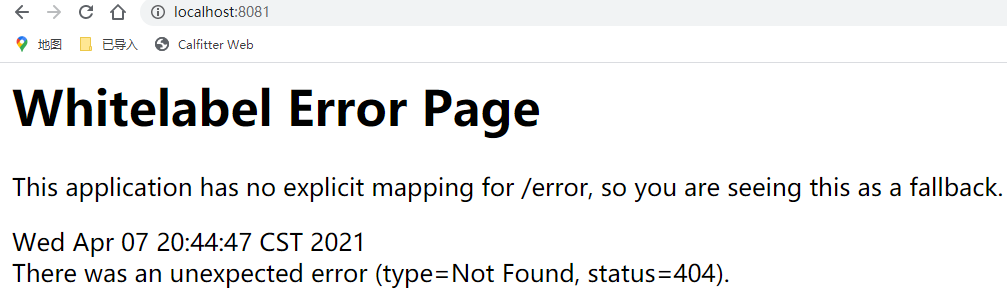 localhost:8081
地图 已导入 Calfitter Web
Whitelabel Error Page
This application has no explicit mapping for /error, so you are seeing this as a fallback.
Wed Apr 07 20:44:47 CST 2021
There was an unexpected error (type=Not Found, status=404).